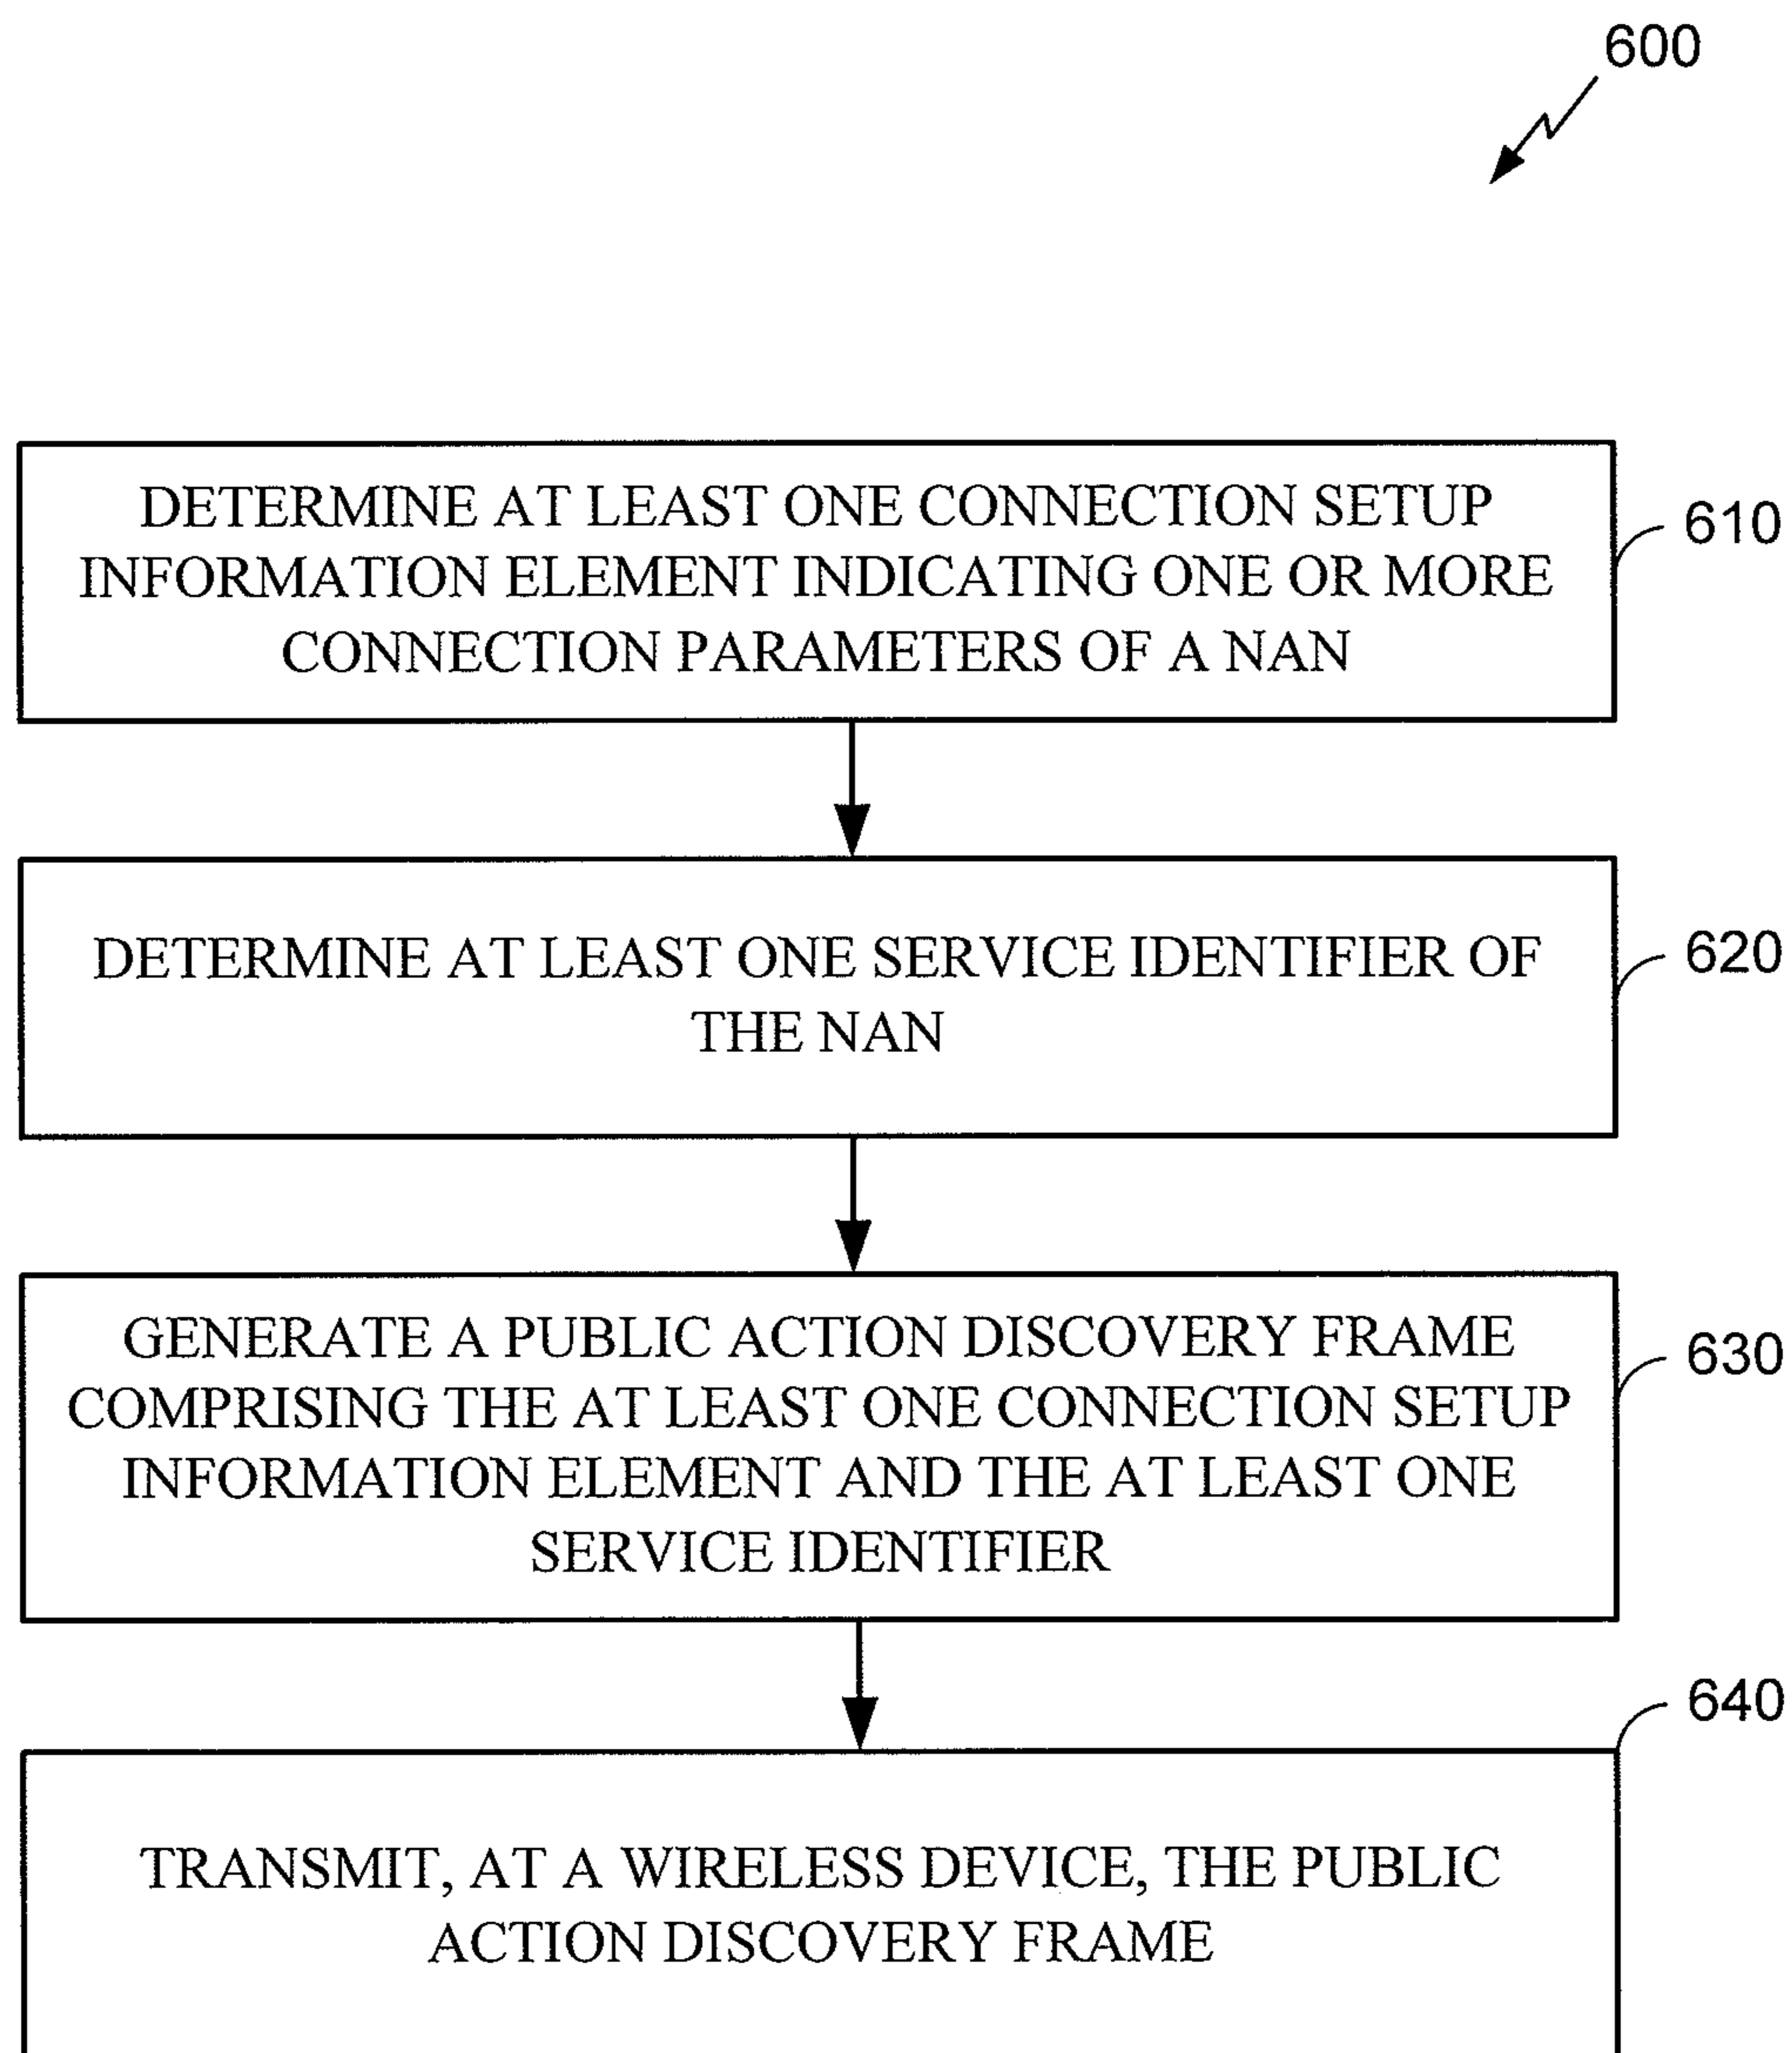 600
DETERMINE AT LEAST ONE CONNECTION SETUP
INFORMATION ELEMENT INDICATING ONE OR MORE
CONNECTION PARAMETERS OF A NAN
610
DETERMINE AT LEAST ONE SERVICE IDENTIFIER OF
THE NAN
620
GENERATE A PUBLIC ACTION DISCOVERY FRAME
COMPRISING THE AT LEAST ONE CONNECTION SETUP
INFORMATION ELEMENT AND THE AT LEAST ONE
SERVICE IDENTIFIER
630
640
TRANSMIT, AT A WIRELESS DEVICE, THE PUBLIC
ACTION DISCOVERY FRAME